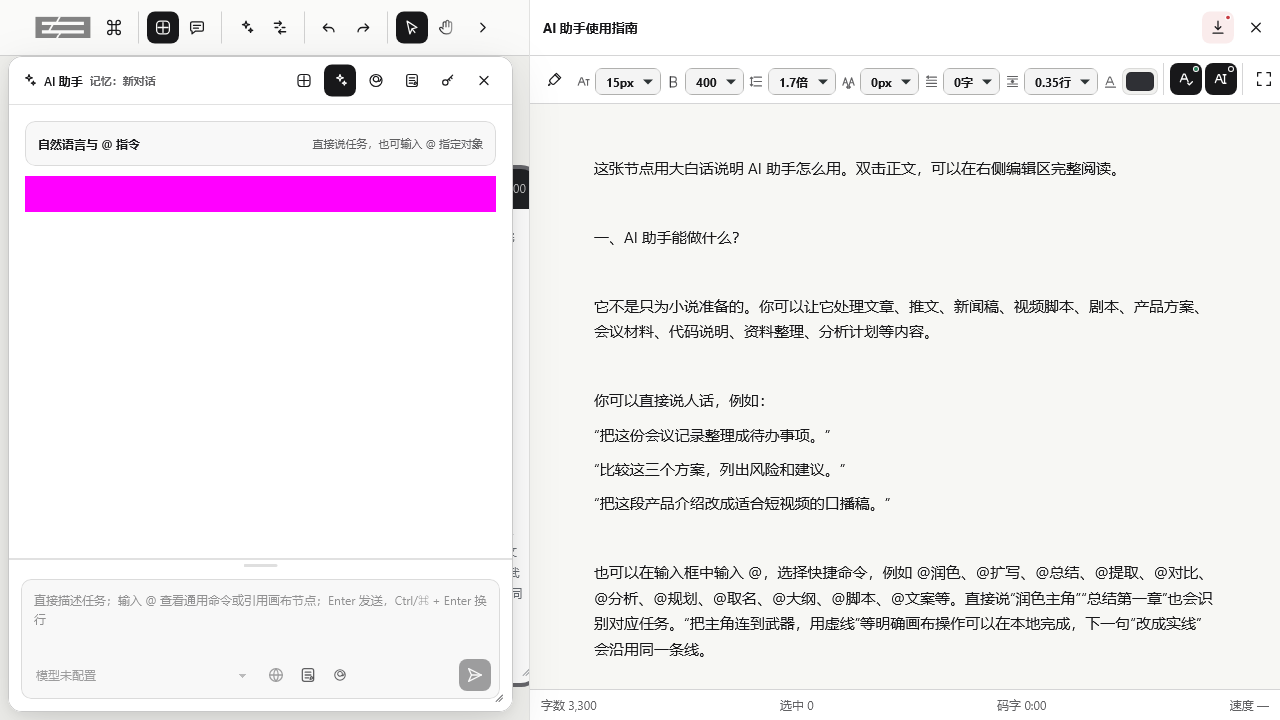 AI 助手使用指南
AI 助手 记忆：新对话
15px
B
400
1.7倍
0px
0字
0.35行
A
AI
自然语言与 @ 指令
直接说任务，也可输入 @ 指定对象
00
这张节点用大白话说明 AI 助手怎么用。双击正文，可以在右侧编辑区完整阅读。
一、AI 助手能做什么？
它不是只为小说准备的。你可以让它处理文章、推文、新闻稿、视频脚本、剧本、产品方案、
会议材料、代码说明、资料整理、分析计划等内容。
你可以直接说人话，例如：
“把这份会议记录整理成待办事项。”
“比较这三个方案，列出风险和建议。”
“把这段产品介绍改成适合短视频的口播稿。”
也可以在输入框中输入 @，选择快捷命令，例如 @润色、@扩写、@总结、@提取、@对比、
@分析、@规划、@取名、@大纲、@脚本、@文案等。直接说“润色主角”“总结第一章”也会识
别对应任务。“把主角连到武器，用虚线”等明确画布操作可以在本地完成，下一句“改成实线”
会沿用同一条线。
同
直接描述任务；输入 @ 查看通用命令或引用画布节点；Enter 发送，Ctrl/⌘ + Enter 换
行
模型未配置
字数 3,300
选中 0
码字 0:00
速度 —